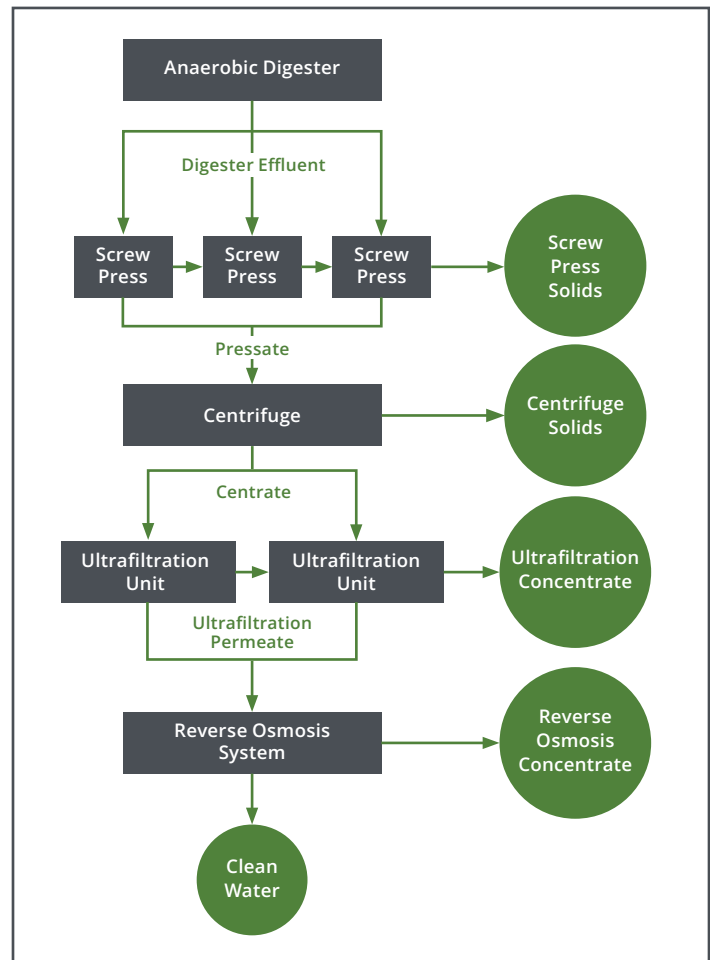 Anaerobic Digester
Digester Effluent
Screw
Press
Screw
Press
Screw
Press
Screw
Press
Solids
Pressate
Centrifuge
Centrifuge
Solids
Centrate
Ultrafiltration
Unit
Ultrafiltration
Unit
Ultrafiltration
Concentrate
Ultrafiltration
Permeate
Reverse Osmosis
System
Reverse
Osmosis
Concentrate
Clean
Water